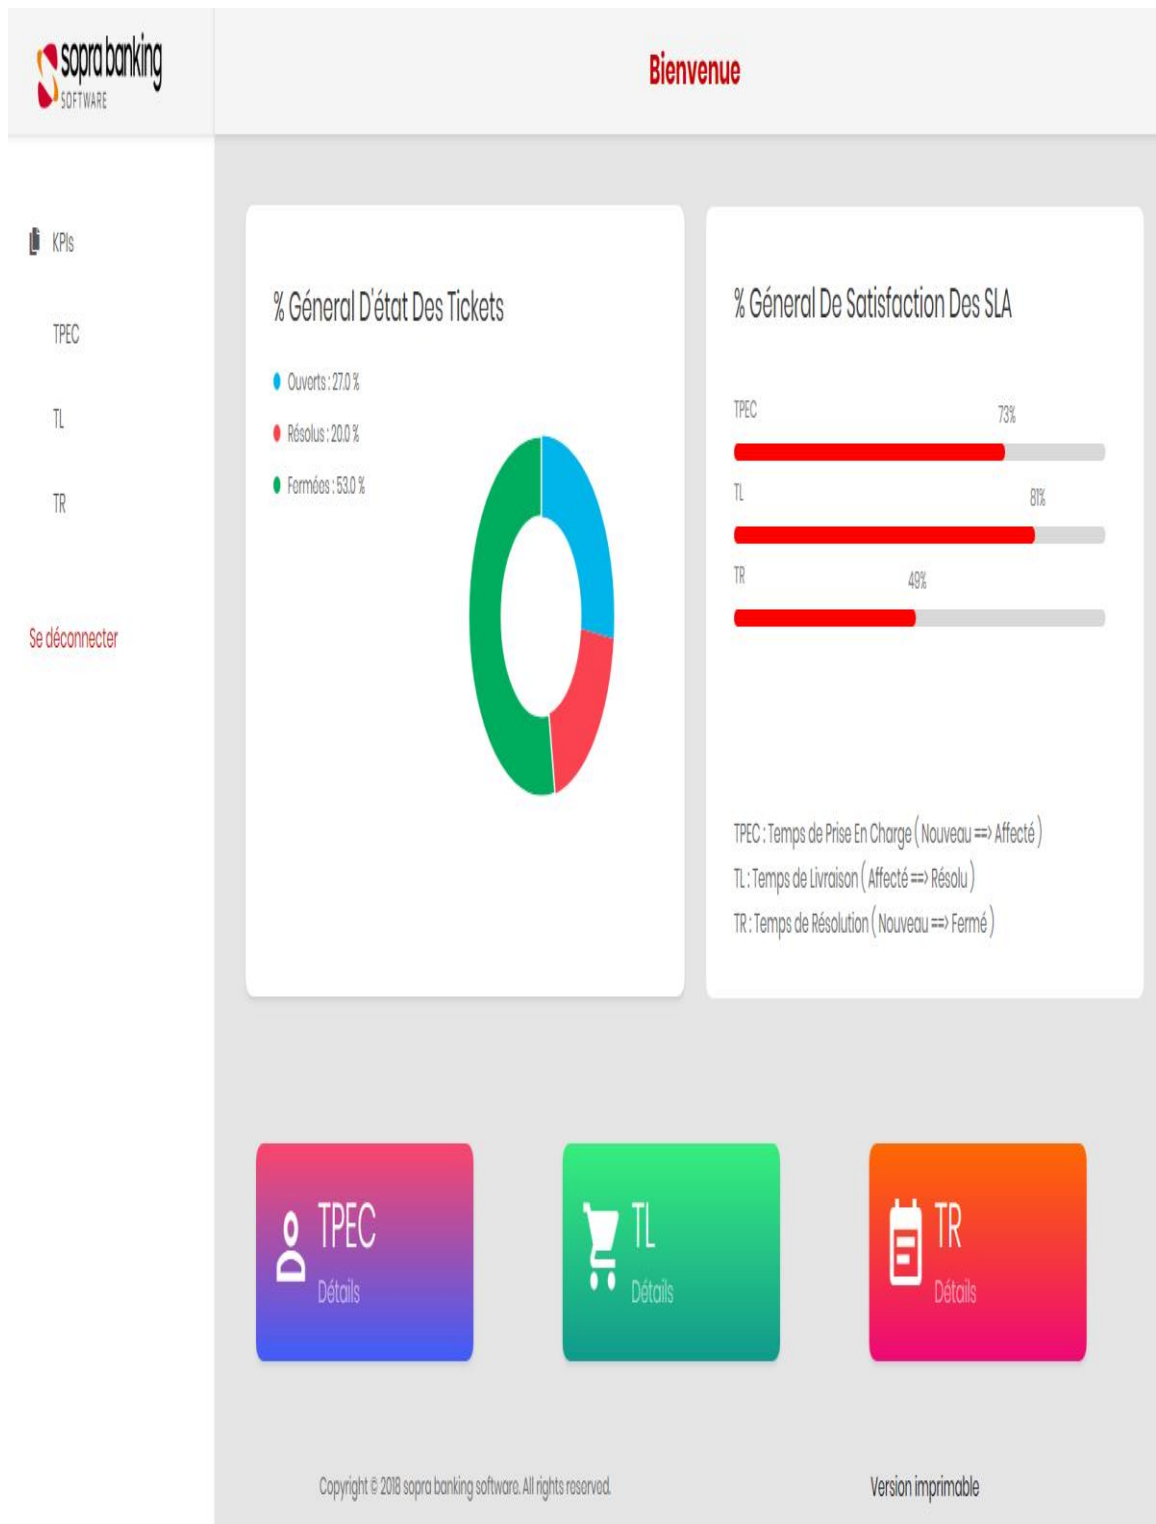 sopra banking
SOFTWARE
Bienvenue
KPIs
TPEC
TL
TR
Se déconnecter
% Géneral D'état Des Tickets
Ouverts : 27.0 %
Résolus : 20.0 %
Fermées : 53.0 %
% Géneral De Satisfaction Des SLA
TPEC
73%
TL
81%
TR
49%
TPEC : Temps de Prise En Charge ( Nouveau ==> Affecté )
TL : Temps de Livraison ( Affecté ==> Résolu )
TR : Temps de Résolution ( Nouveau ==> Fermé )
TPEC
Détails
TL
Détails
TR
Détails
Copyright © 2018 sopra banking software. All rights reserved.
Version imprimable